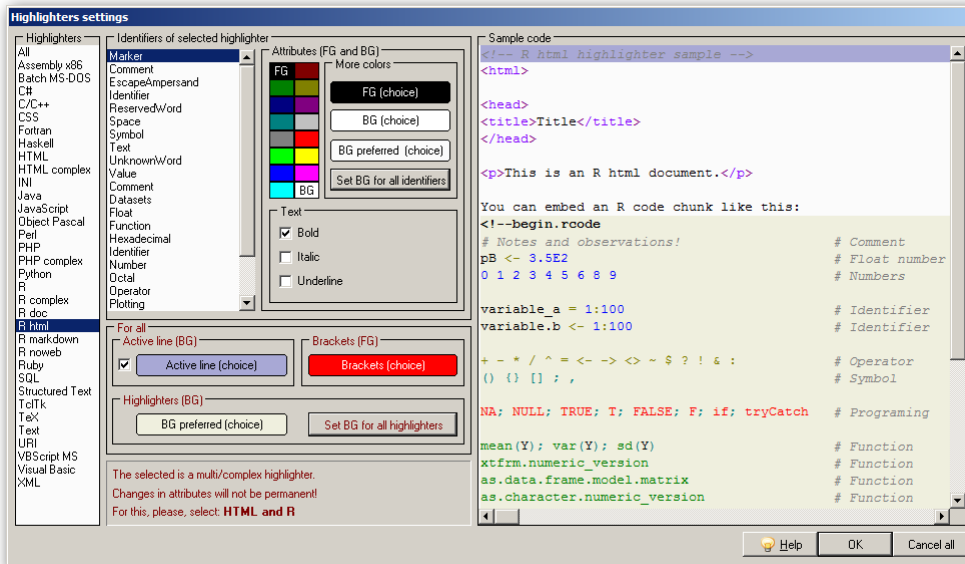 Highlighters settings
Highlighters
All
Assembly x86
Batch MS-DOS
C#
C/C++
CSS
Fortran
Haskell
HTML
HTML complex
INI
Java
JavaScript
Object Pascal
Perl
PHP
PHP complex
Python
R
R complex
R doc
R html
R markdown
R noweb
Ruby
SQL
Structured Text
TclTk
TeX
Text
URI
VBScript MS
Visual Basic
XML
Identifiers of selected highlighter
Marker
Comment
EscapeAmpersand
Identifier
ReservedWord
Space
Symbol
Text
UnknownWord
Value
Comment
Datasets
Float
Function
Hexadecimal
Identifier
Number
Octal
Operator
Plotting
Attributes (FG and BG)
FG
BG
More colors
FG (choice)
BG (choice)
BG preferred (choice)
Set BG for all identifiers
Text
Bold
Italic
Underline
For all
Active line (BG)
Active line (choice)
Brackets (FG)
Brackets (choice)
Highlighters (BG)
BG preferred (choice)
Set BG for all highlighters
The selected is a multi/complex highlighter.
Changes in attributes will not be permanent!
For this, please, select: HTML and R
Sample code
<!-- R html highlighter sample -->
<html>
<head>
<title>Title</title>
</head>
<p>This is an R html document.</p>
You can embed an R code chunk like this:
<!--begin.rcode
# Notes and observations! # Comment
pB <- 3.5E2 # Float number
0 1 2 3 4 5 6 8 9 # Numbers
variable_a = 1:100 # Identifier
variable.b <- 1:100 # Identifier
+ - * / ^ = <- -> <> ~ $ ? ! & : # Operator
() {} [] ; , # Symbol
NA; NULL; TRUE; T; FALSE; F; if; tryCatch # Programing
mean(Y); var(Y); sd(Y) # Function
xtfrm.numeric_version # Function
as.data.frame.model.matrix # Function
as.character.numeric_version # Function
Help
OK
Cancel all